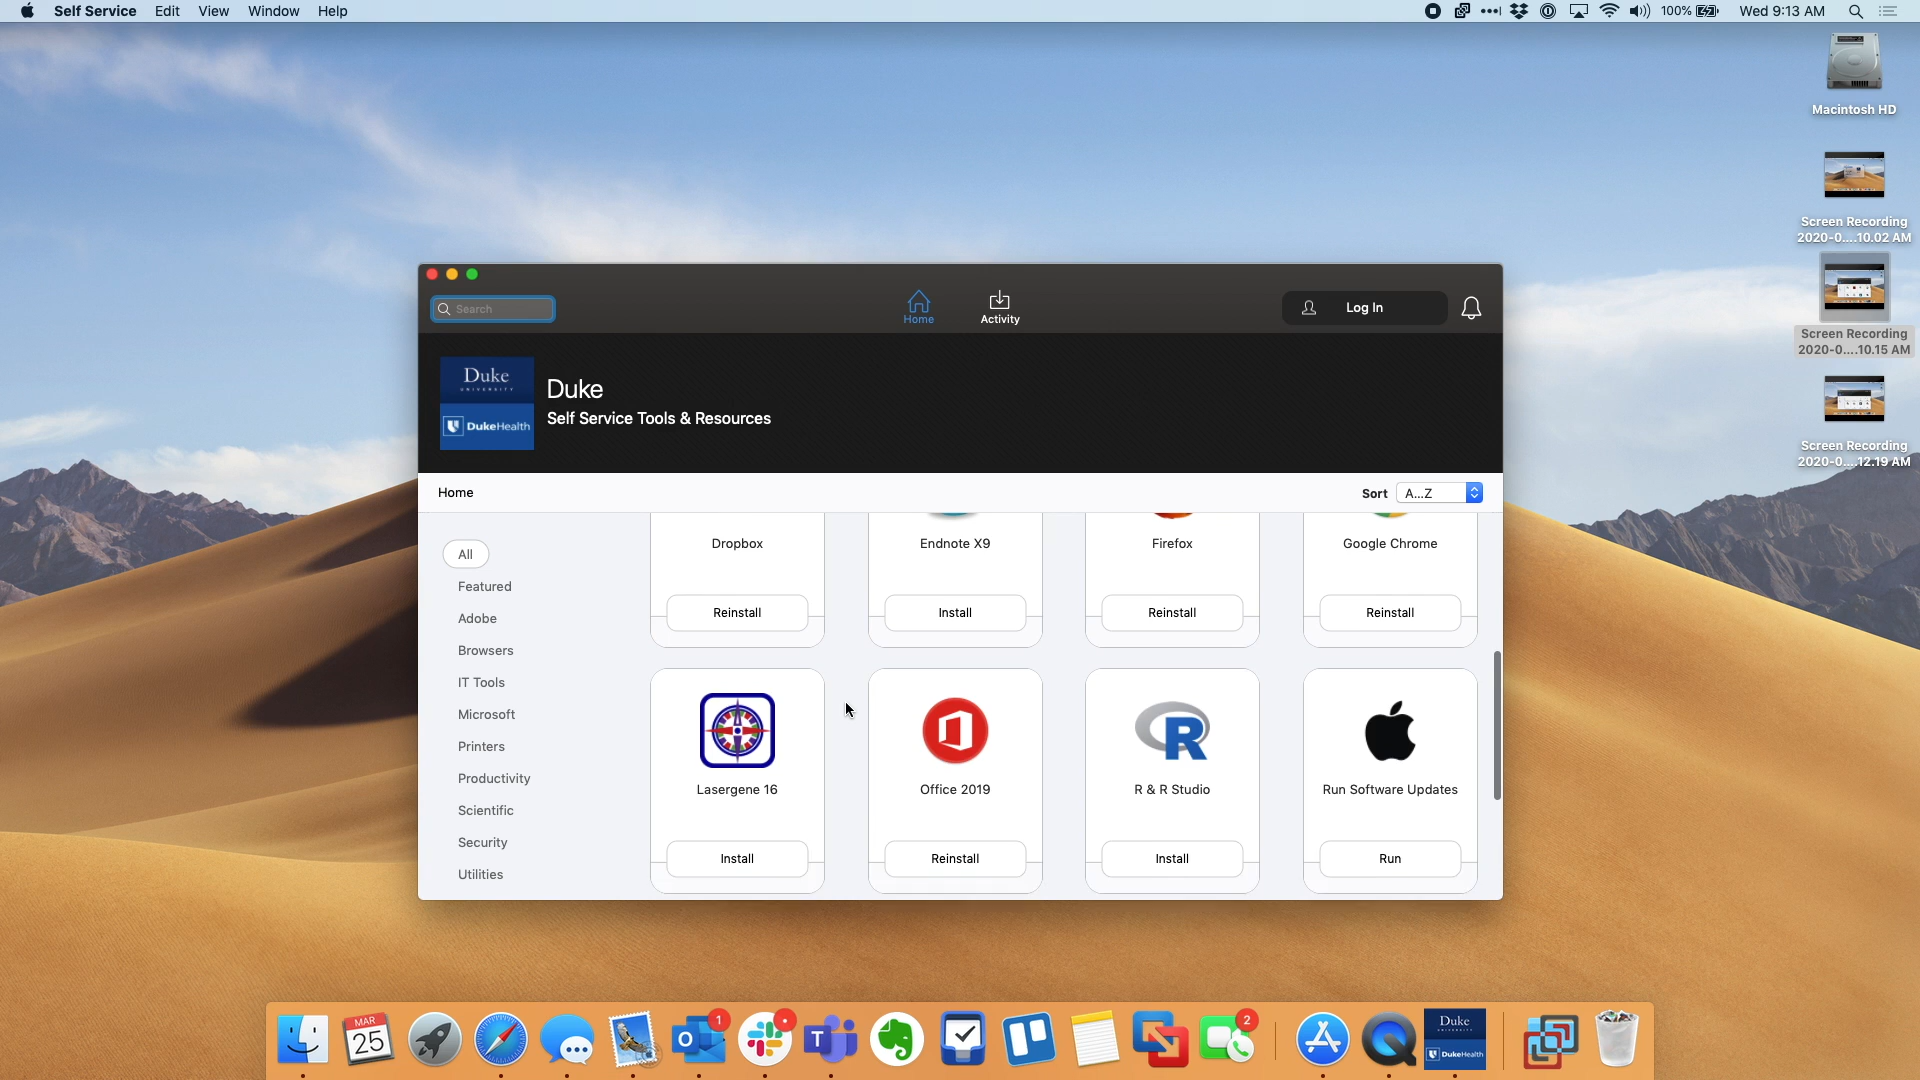 Self Service Edit View Window Help
100% Wed 9:13 AM
Macintosh HD
Screen Recording
2020-0....10.02 AM
Screen Recording
2020-0....10.15 AM
Screen Recording
2020-0....12.19 AM
Search
Home
Activity
Log In
Duke
UNIVERSITY
DukeHealth
Duke
Self Service Tools & Resources
Home
Sort A...Z
All
Featured
Adobe
Browsers
IT Tools
Microsoft
Printers
Productivity
Scientific
Security
Utilities
Dropbox Endnote X9 Firefox Google Chrome
Reinstall Install Reinstall Reinstall
Lasergene 16 Office 2019 R & R Studio Run Software Updates
Install Reinstall Install Run
MAR
25
1
2
Duke
UNIVERSITY
DukeHealth